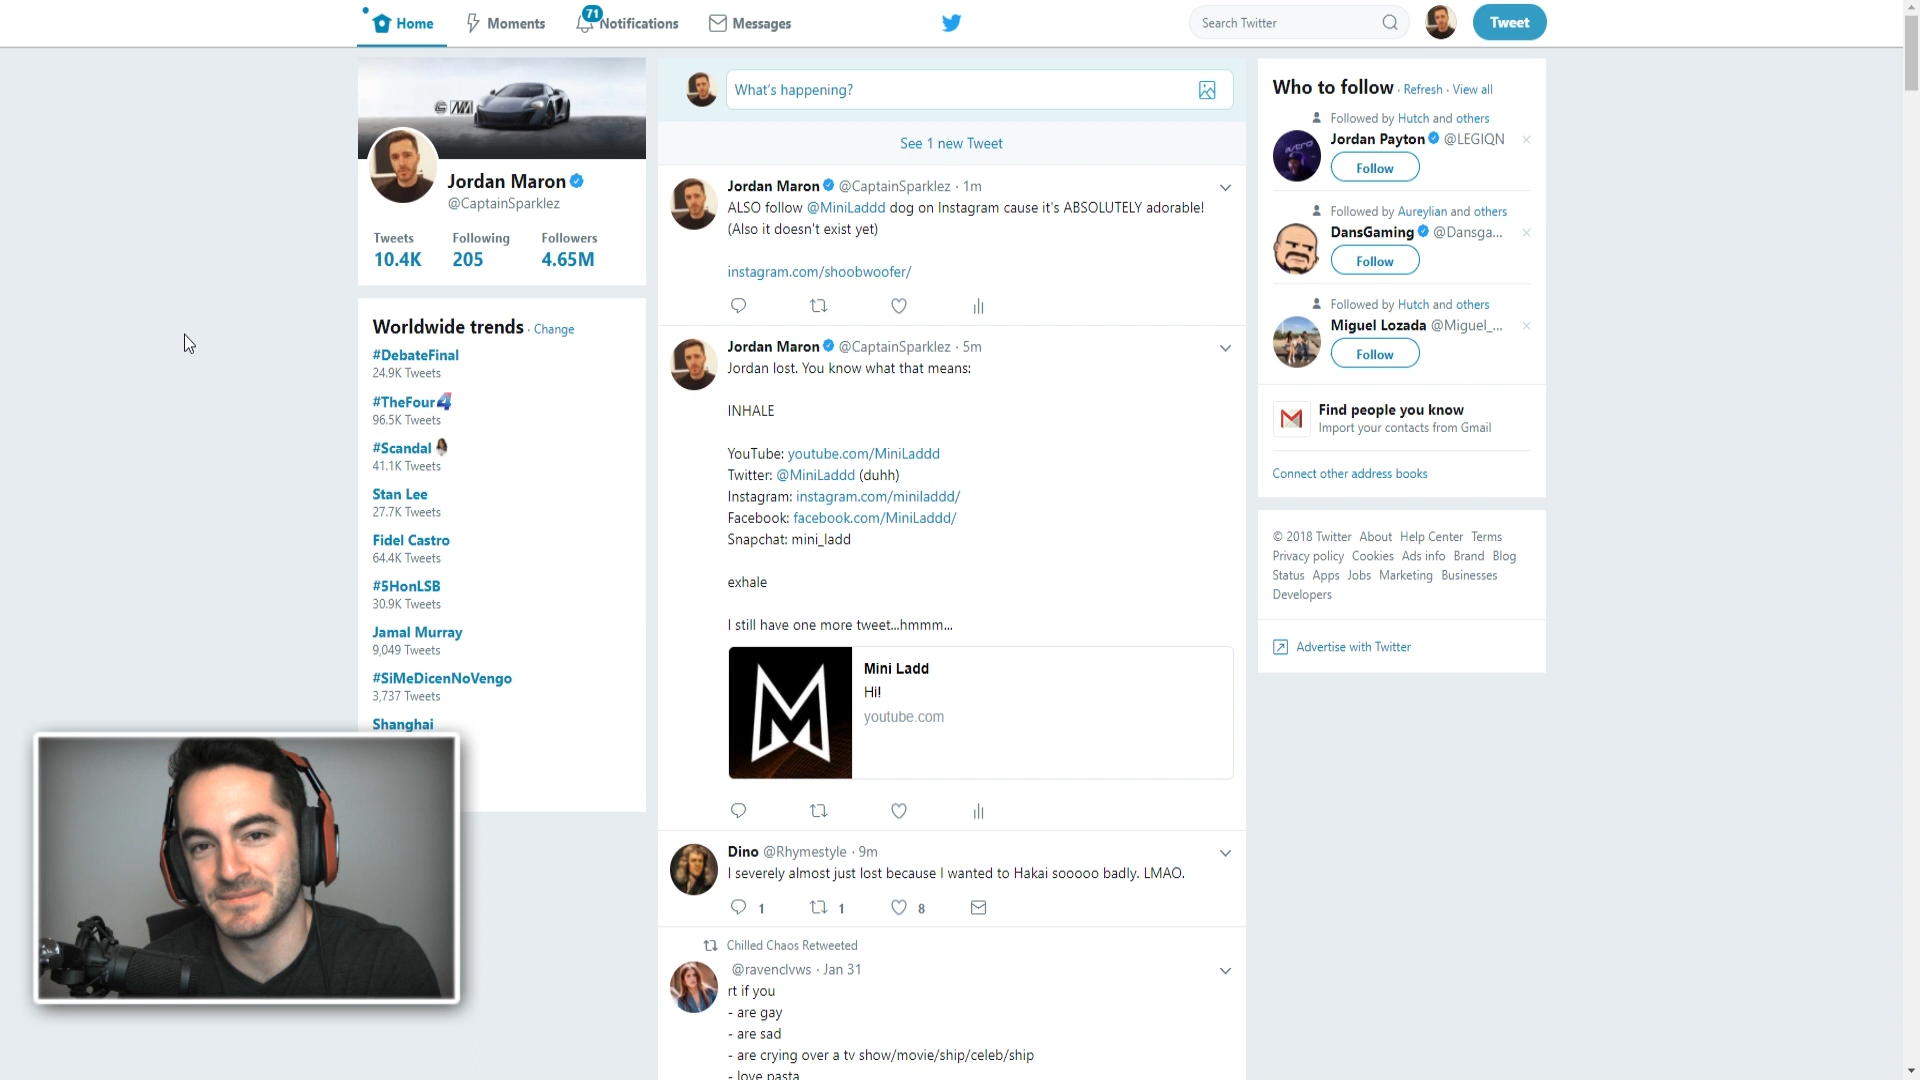 Home
Moments
71
Notifications
Messages
Search Twitter
Tweet
Jordan Maron
@CaptainSparklez
Tweets Following Followers
10.4K 205 4.65M
Worldwide trends · Change
#DebateFinal
24.9K Tweets
#TheFour
96.5K Tweets
#Scandal
41.1K Tweets
Stan Lee
27.7K Tweets
Fidel Castro
64.4K Tweets
#5HonLSB
30.9K Tweets
Jamal Murray
9,049 Tweets
#SiMeDicenNoVengo
3,737 Tweets
Shanghai
What's happening?
See 1 new Tweet
Jordan Maron @CaptainSparklez · 1m
ALSO follow @MiniLaddd dog on Instagram cause it's ABSOLUTELY adorable!
(Also it doesn't exist yet)
instagram.com/shoobwoofer/
Jordan Maron @CaptainSparklez · 5m
Jordan lost. You know what that means:
INHALE
YouTube: youtube.com/MiniLaddd
Twitter: @MiniLaddd (duhh)
Instagram: instagram.com/miniladdd/
Facebook: facebook.com/MiniLaddd/
Snapchat: mini_ladd
exhale
I still have one more tweet...hmmm...
Mini Ladd
Hi!
youtube.com
Dino @Rhymestyle · 9m
I severely almost just lost because I wanted to Hakai sooooo badly. LMAO.
1 1 8
Chilled Chaos Retweeted
@ravenclvws · Jan 31
rt if you
- are gay
- are sad
- are crying over a tv show/movie/ship/celeb/ship
- love pasta
Who to follow · Refresh · View all
Followed by Hutch and others
Jordan Payton @LEGIQN
Follow
Followed by Aureylian and others
DansGaming @Dansga...
Follow
Followed by Hutch and others
Miguel Lozada @Miguel_...
Follow
Find people you know
Import your contacts from Gmail
Connect other address books
© 2018 Twitter About Help Center Terms
Privacy policy Cookies Ads info Brand Blog
Status Apps Jobs Marketing Businesses
Developers
Advertise with Twitter